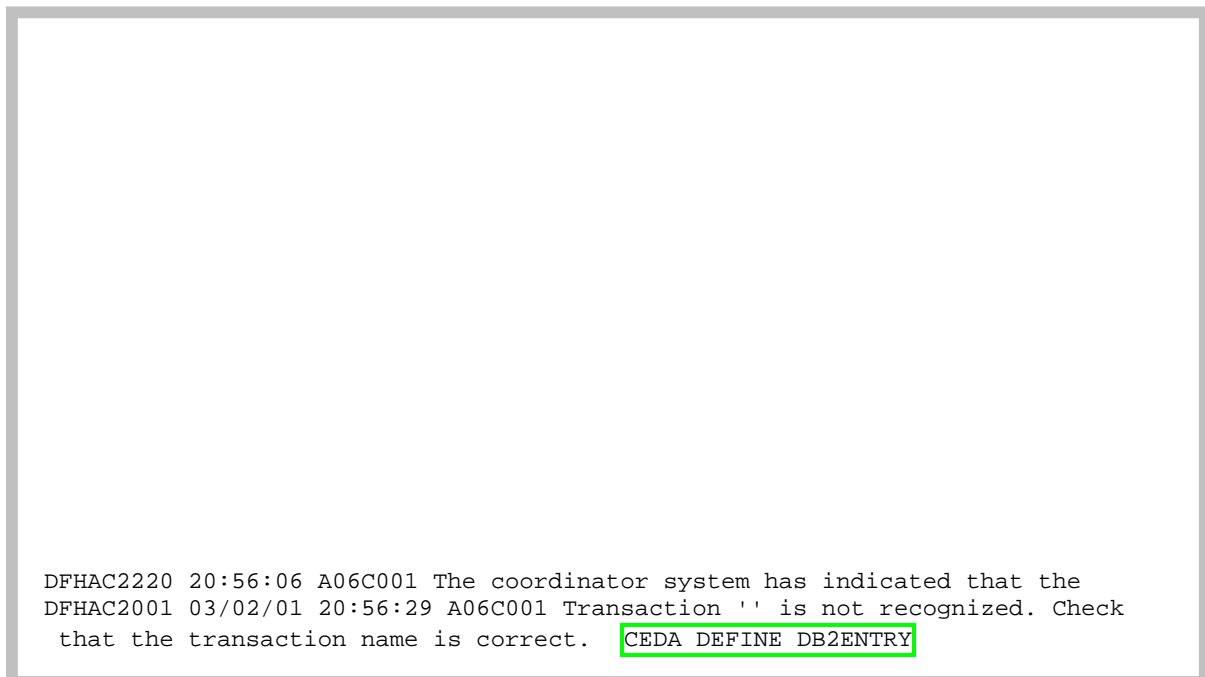 DFHAC2220 20:56:06 A06C001 The coordinator system has indicated that the
DFHAC2001 03/02/01 20:56:29 A06C001 Transaction '' is not recognized. Check
that the transaction name is correct. CEDA DEFINE DB2ENTRY